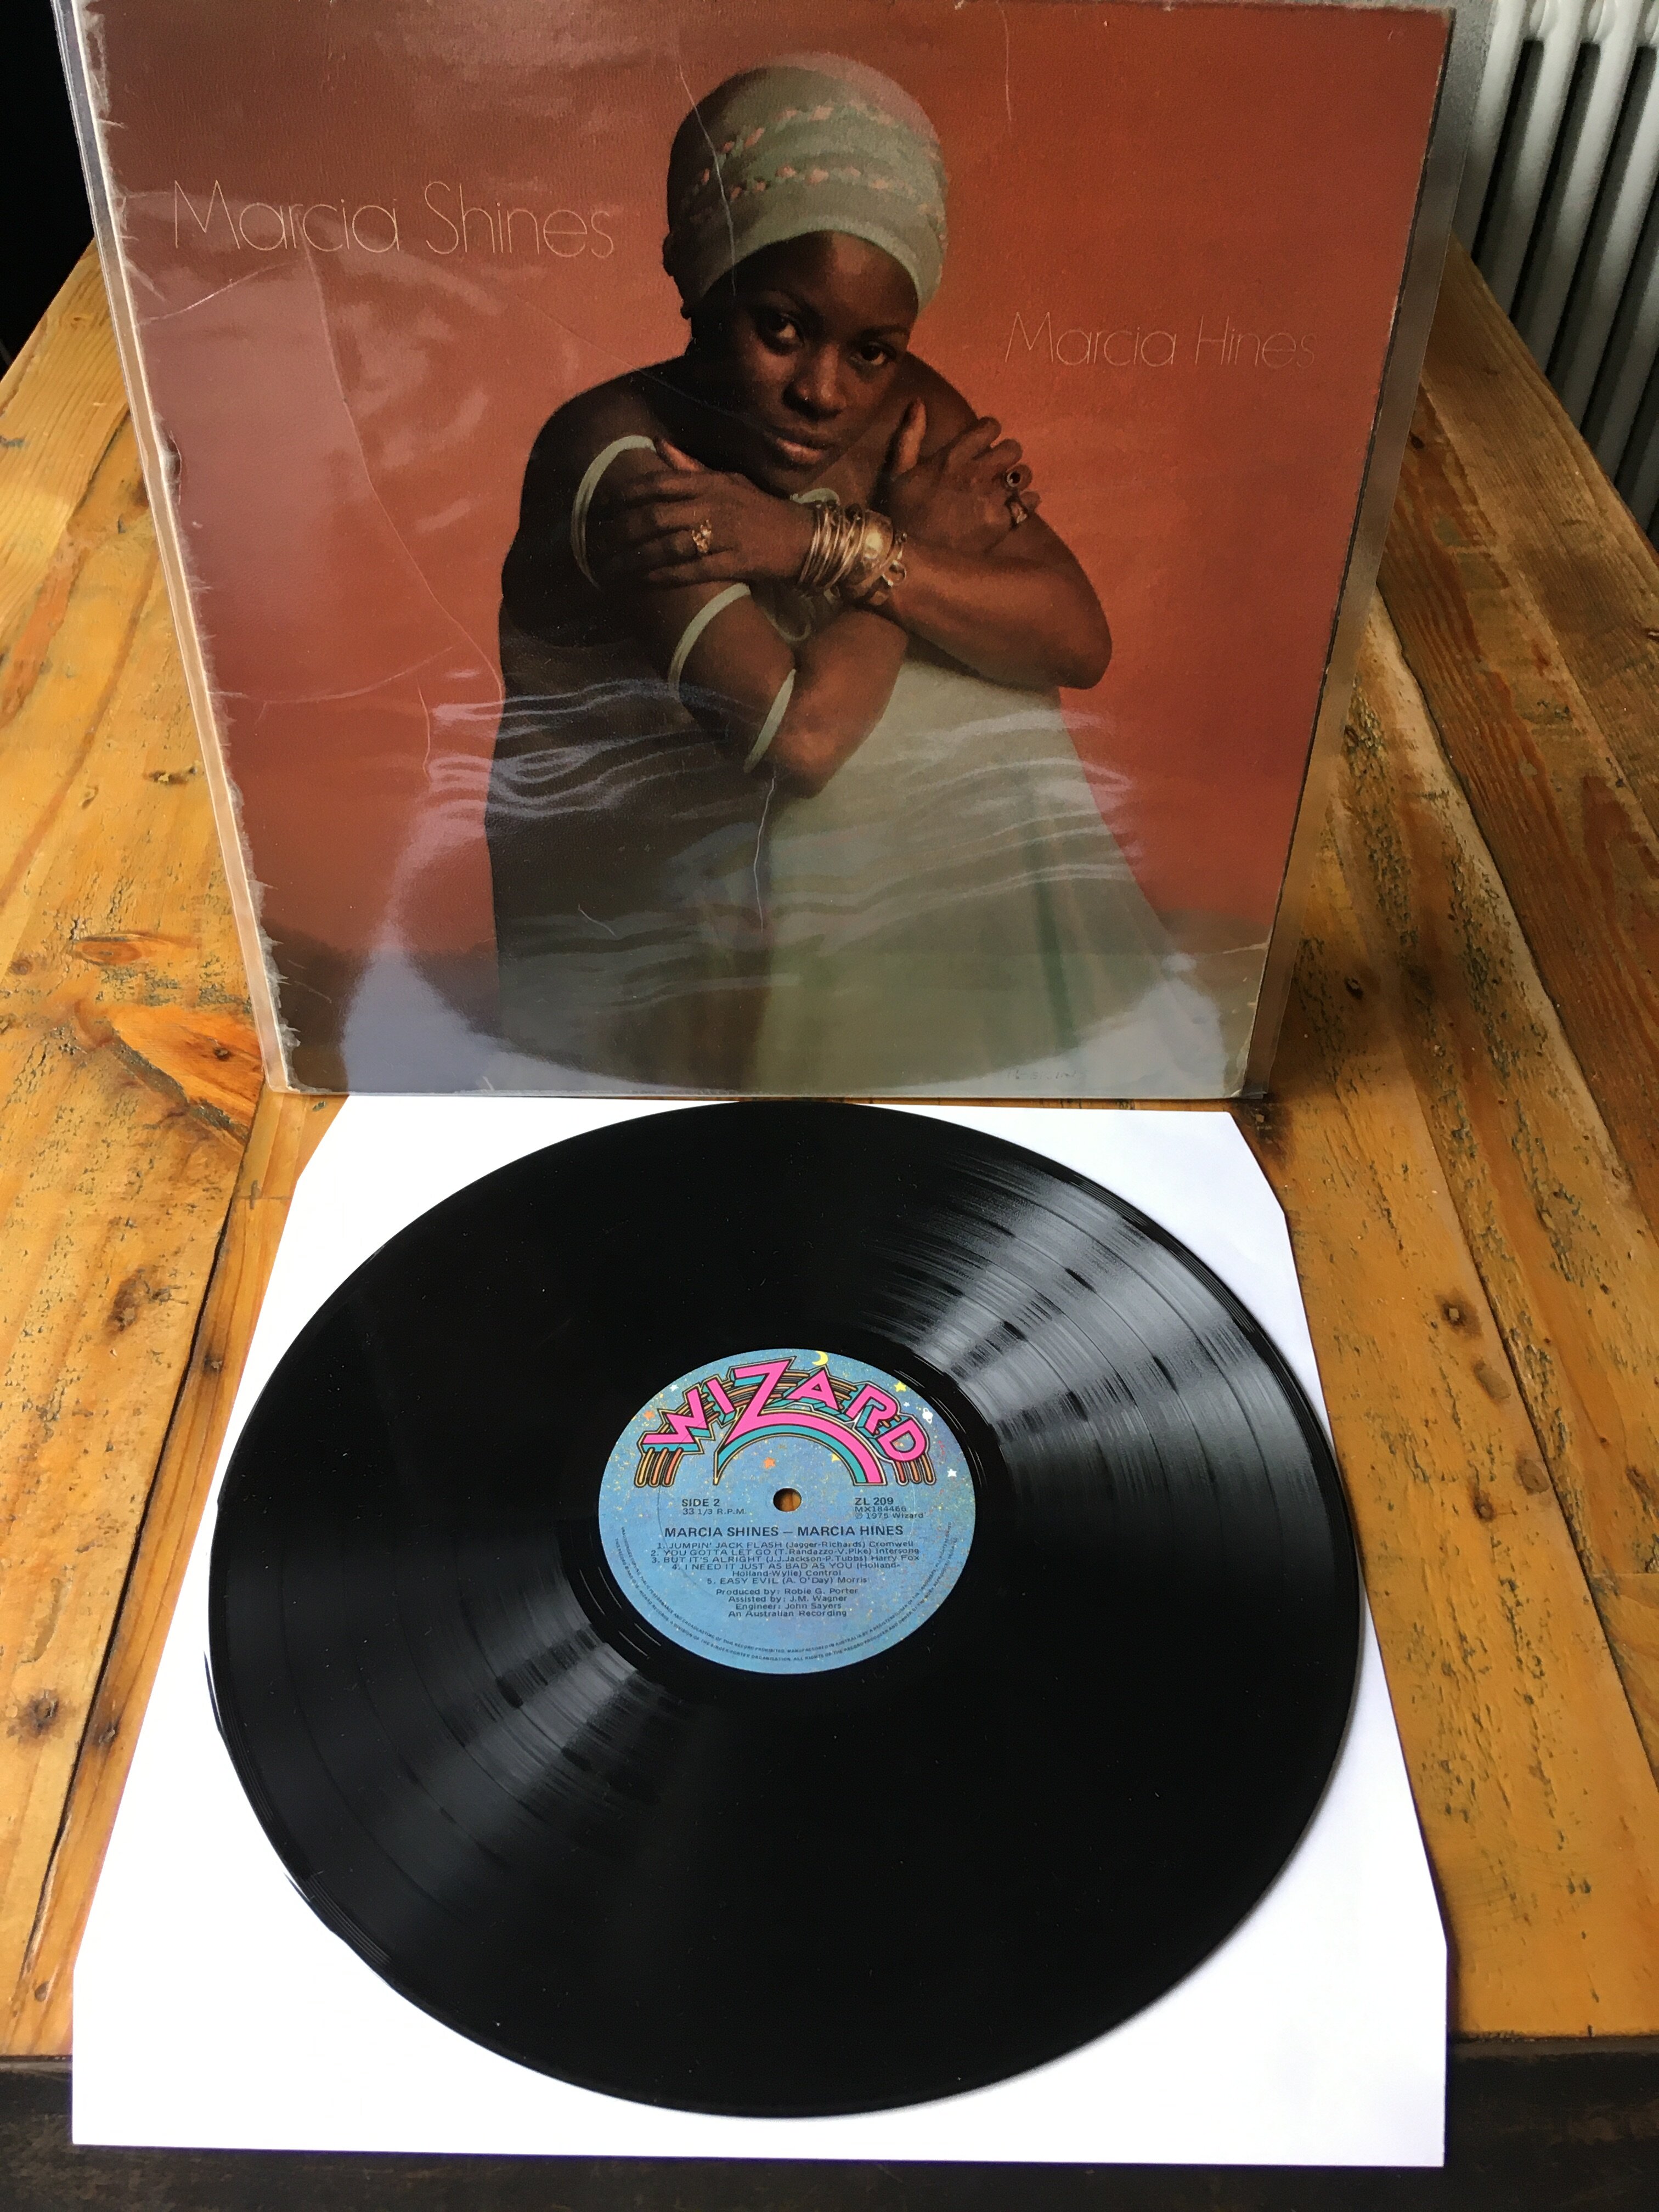 Marcia Shines
Marcia Hines
WIZARD
SIDE 2
33 1/3 R.P.M.
ZL 209
MX184466
℗ 1975 Wizard
MARCIA SHINES – MARCIA HINES
1. JUMPIN' JACK FLASH (Jagger-Richards) Cromwell
2. YOU GOTTA LET GO (T. Randazzo-V. Pike) Intersong
3. BUT IT'S ALRIGHT (J.J.Jackson-P.Tubbs) Harry Fox
4. I NEED IT JUST AS BAD AS YOU (Holland-
Holland-Wylie) Control
5. EASY EVIL (A. O'Day) Morris
Produced by: Robie G. Porter
Assisted by: J.M. Wagner
Engineer: John Sayers
An Australian Recording